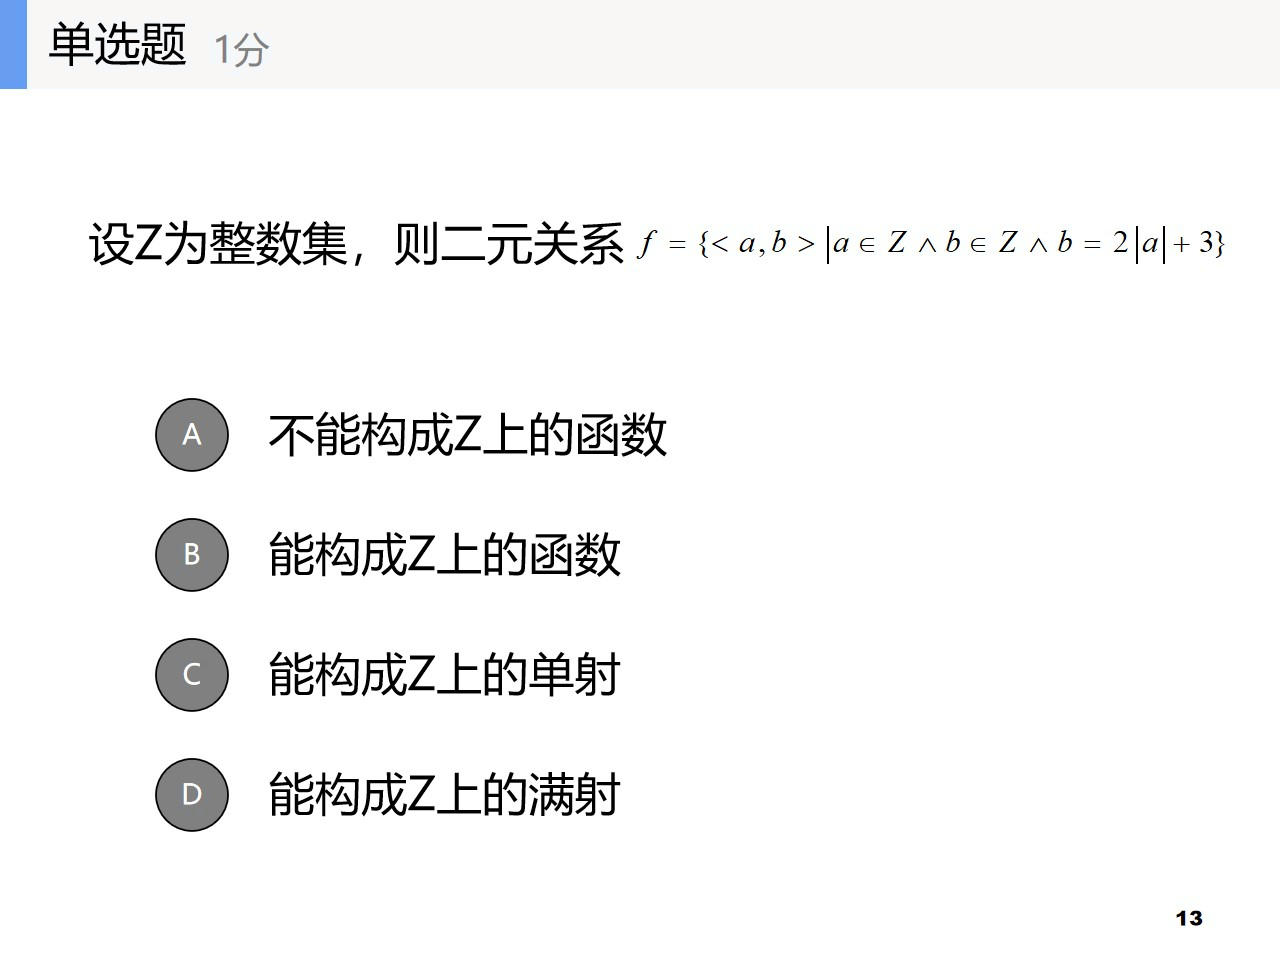 单选题 1分
设Z为整数集，则二元关系 f = {< a, b > |a ∈ Z ∧ b ∈ Z ∧ b = 2|a| + 3}
A 不能构成Z上的函数
B 能构成Z上的函数
C 能构成Z上的单射
D 能构成Z上的满射
13